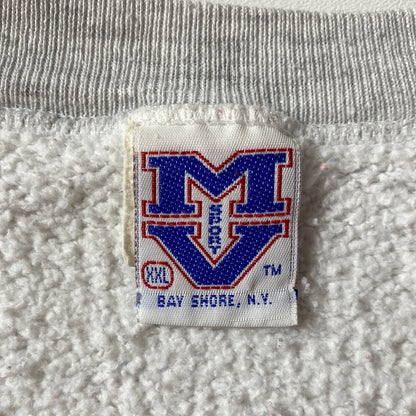 M
SPORT
V
XXL TM
BAY SHORE, N.Y.